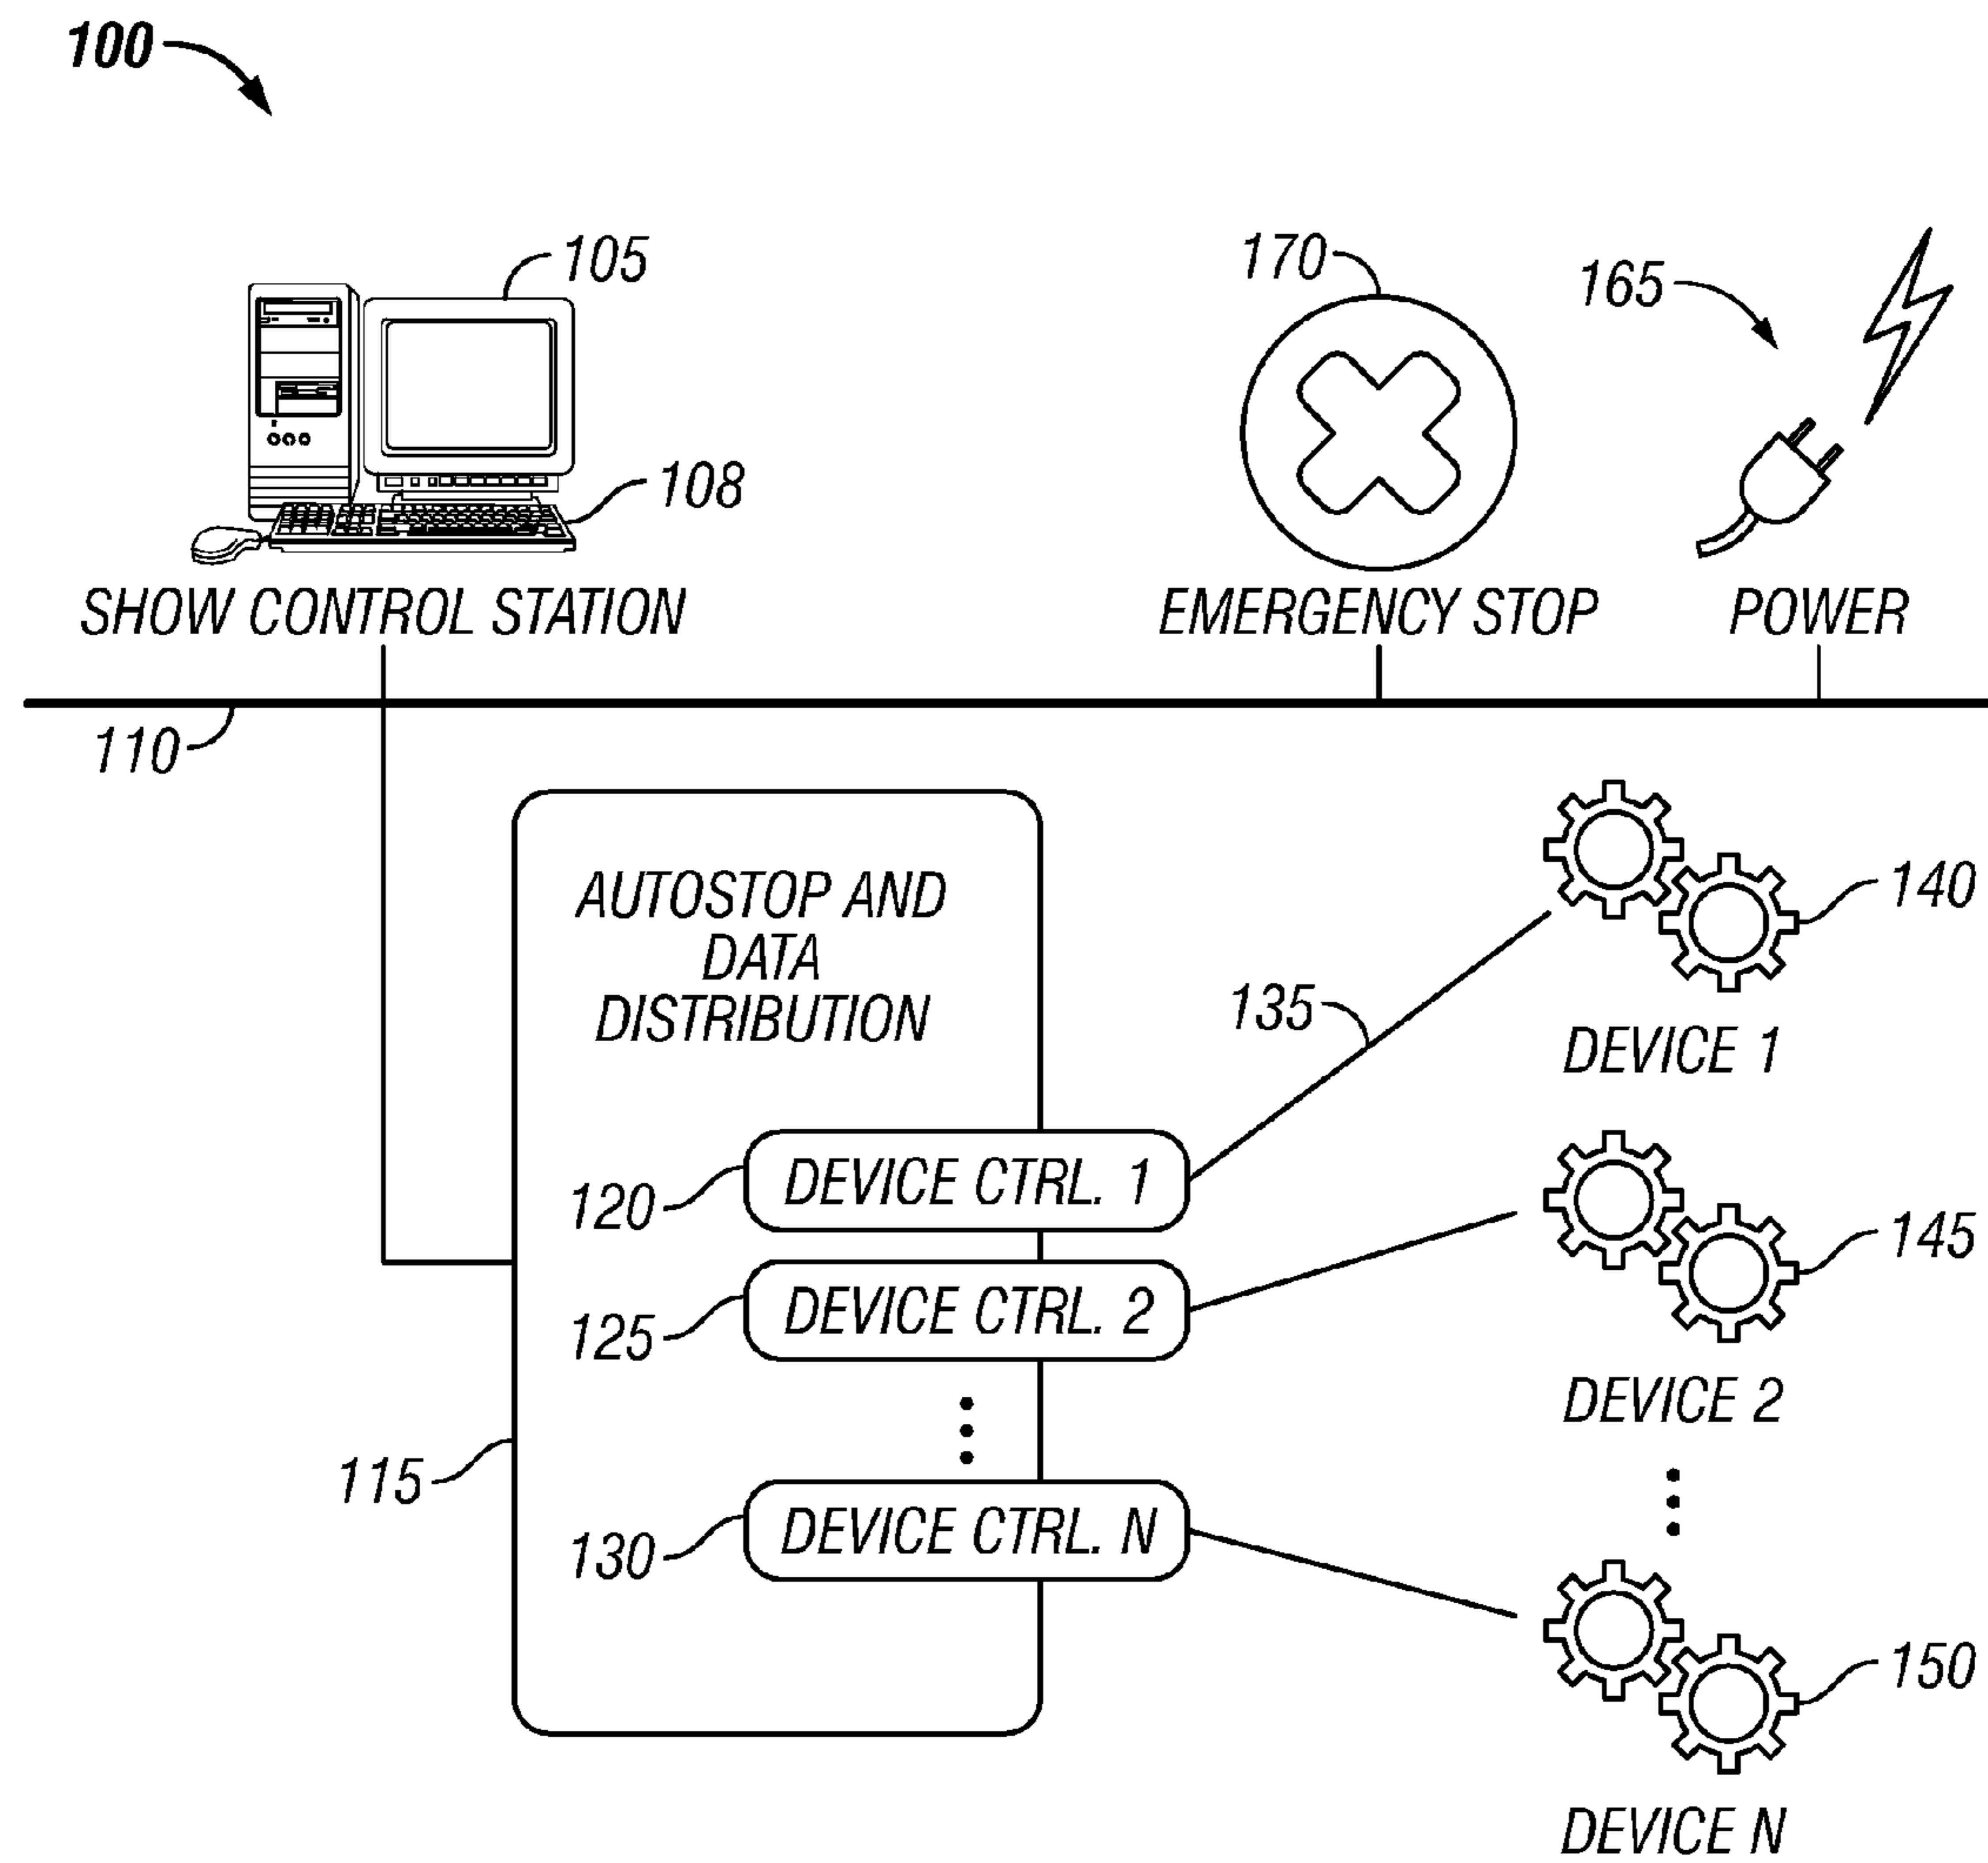 100
105
170
165
108
SHOW CONTROL STATION
EMERGENCY STOP
POWER
110
AUTOSTOP AND
DATA
DISTRIBUTION
140
135
DEVICE 1
120
DEVICE CTRL. 1
145
125
DEVICE CTRL. 2
DEVICE 2
115
130
DEVICE CTRL. N
150
DEVICE N